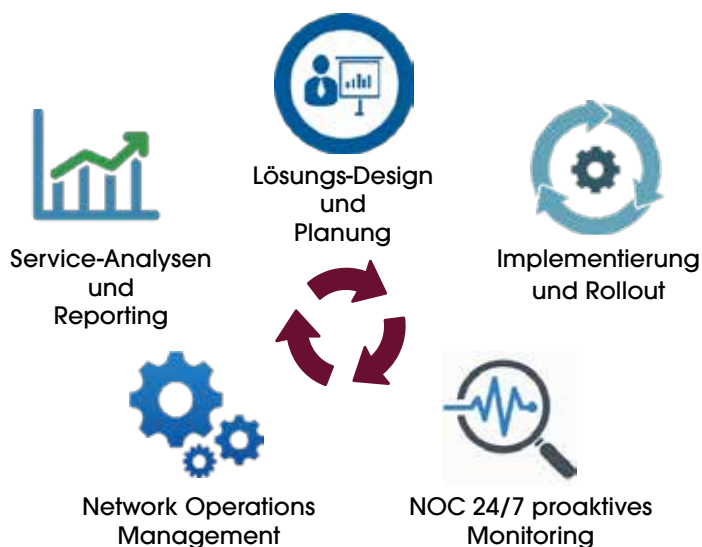 Lösungs-Design
und
Planung
Service-Analysen
und
Reporting
Implementierung
und Rollout
Network Operations
Management
NOC 24/7 proaktives
Monitoring